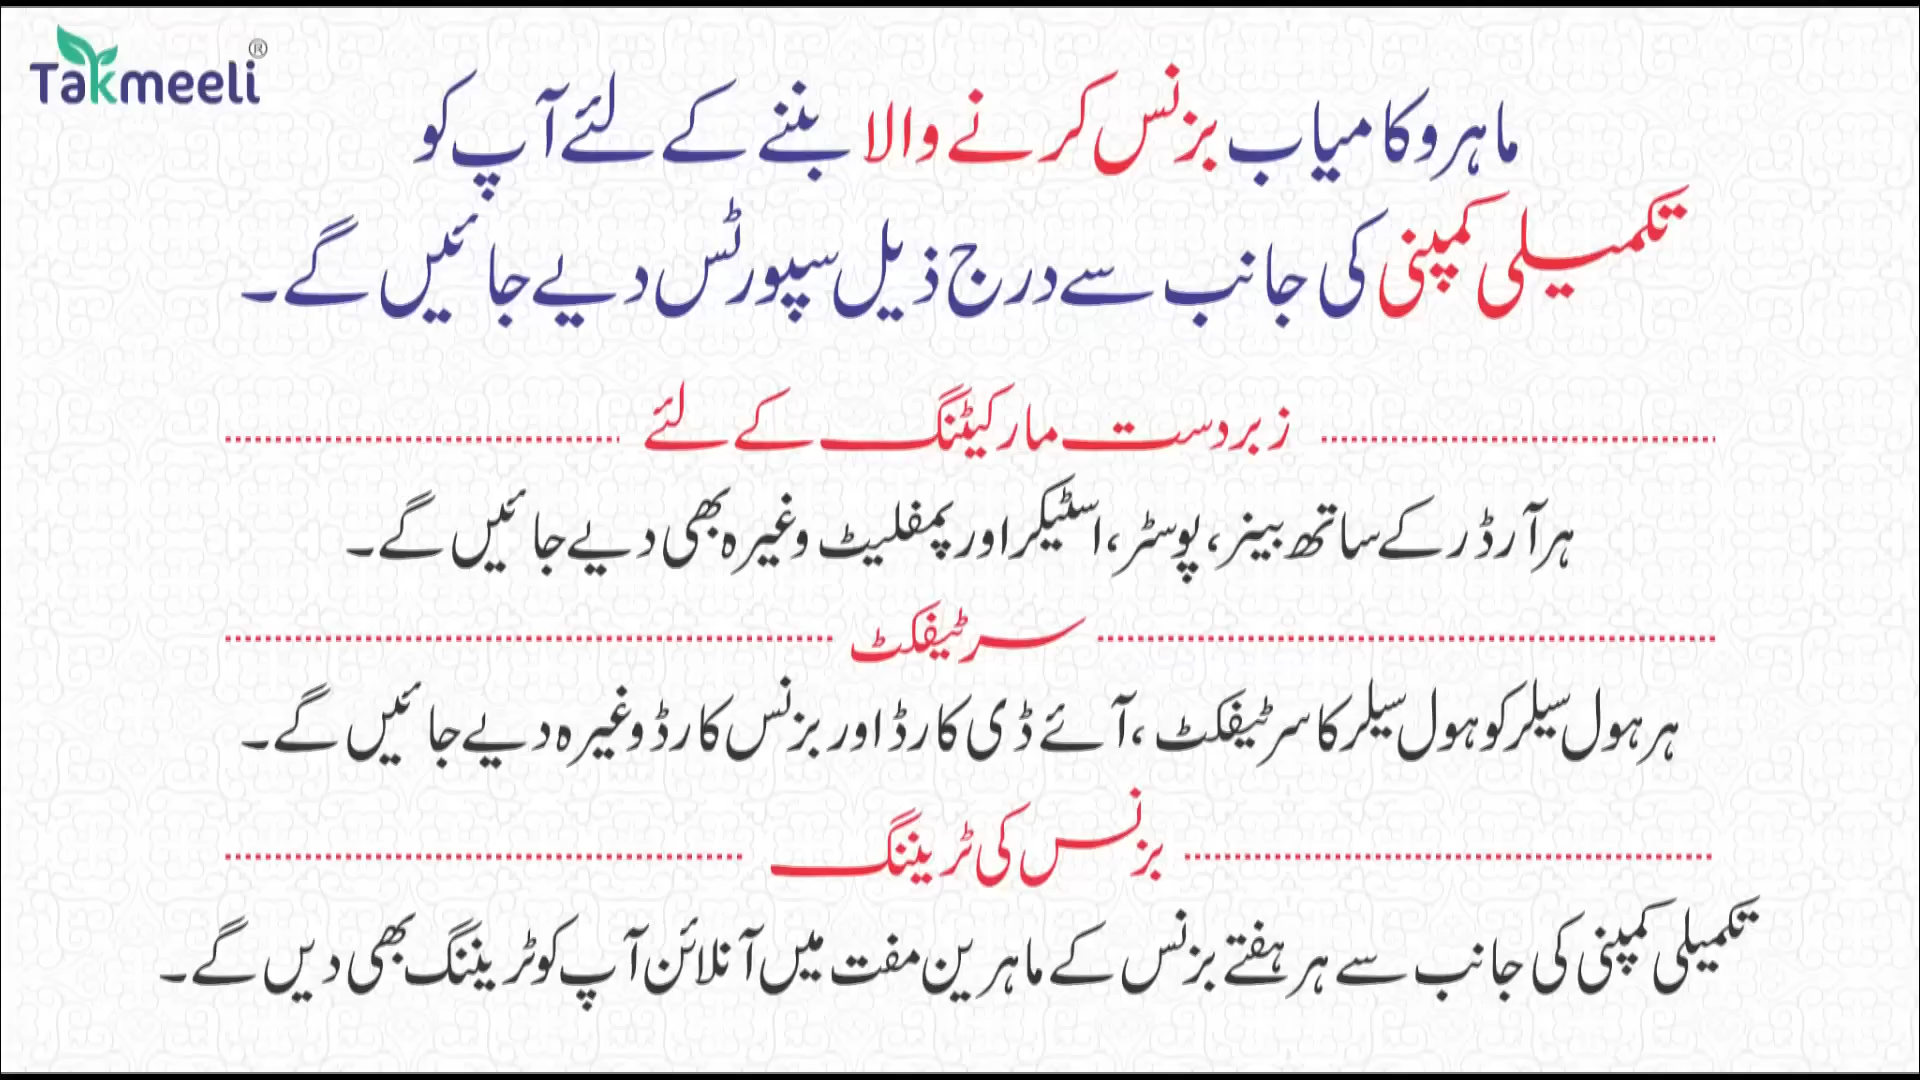 Takmeeli®
ماہر و کامیاب بزنس کرنے والا بننے کے لئے آپ کو
تکمیلی کمپنی کی جانب سے درج ذیل سپورٹس دیے جائیں گے۔
زبردست مارکیٹنگ کے لئے
ہر آرڈر کے ساتھ بینر، پوسٹر، اسٹیکر اور پمفلیٹ وغیرہ بھی دیے جائیں گے۔
سرٹیفکٹ
ہر ہول سیلر کو ہول سیلر کا سرٹیفکٹ، آئے ڈی کارڈ اور بزنس کارڈ وغیرہ دیے جائیں گے۔
بزنس کی ٹریننگ
تکمیلی کمپنی کی جانب سے ہر ہفتے بزنس کے ماہرین مفت میں آنلائن آپ کو ٹریننگ بھی دیں گے۔